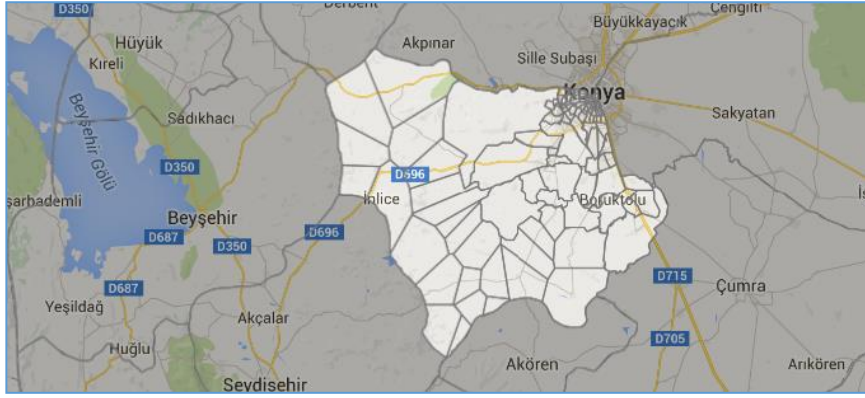 D350
Derbent
Çengilti
Büyükkayacık
Hüyük
Akpınar
Kireli
Sille Subaşı
Konya
Sadıkhacı
Sakyatan
Beyşehir Gölü
D350
D696
şarbademli
İnlice
Boruktolu
İs
Beyşehir
D687
D350
D696
D715
D687
Çumra
Yeşildağ
Akçalar
D705
Huğlu
Akören
Arıkören
Seydişehir